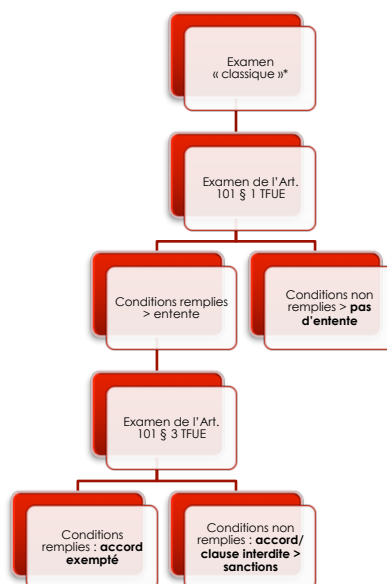 Examen
« classique »*
Examen de l'Art.
101 § 1 TFUE
Conditions remplies
> entente
Conditions non
remplies > pas
d'entente
Examen de l'Art.
101 § 3 TFUE
Conditions
remplies : accord
exempté
Conditions non
remplies : accord/
clause interdite >
sanctions